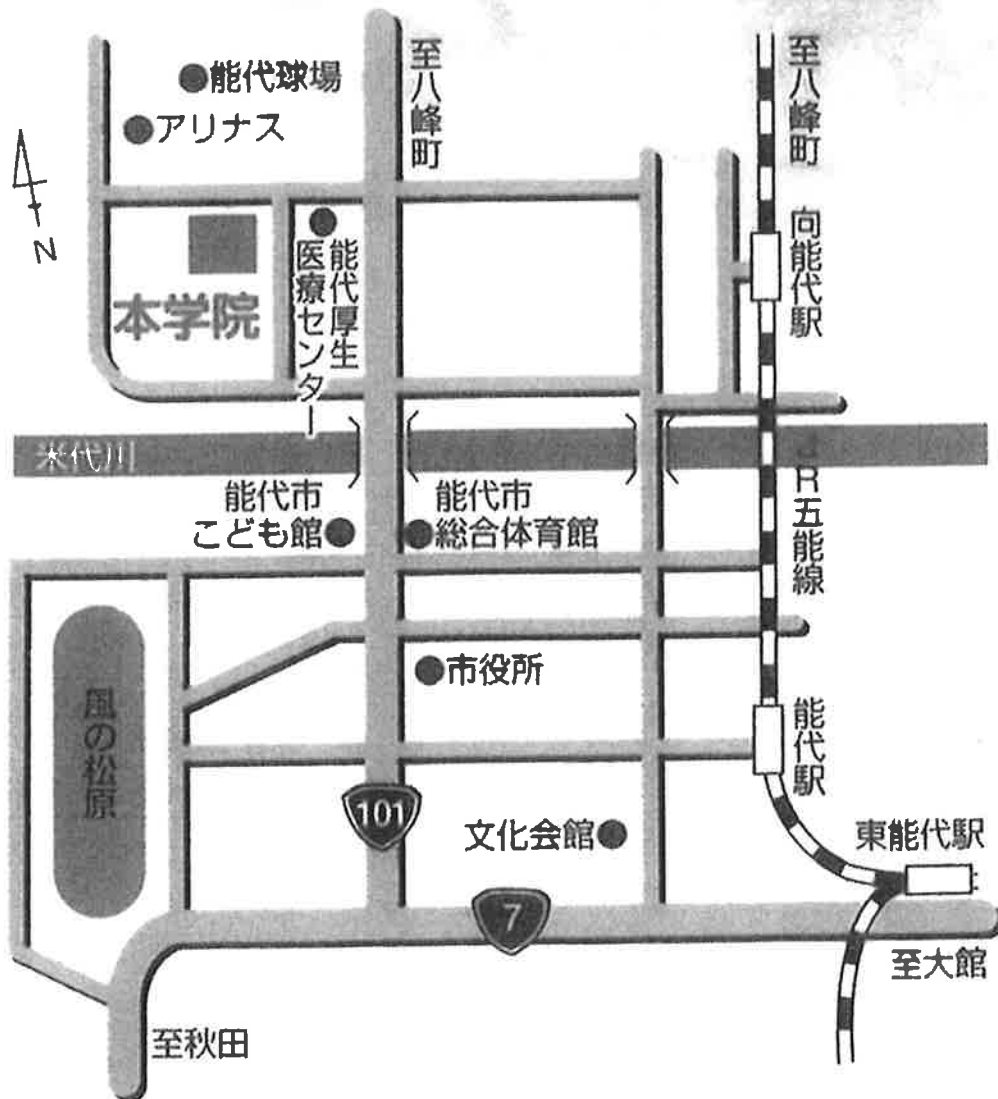 能代球場
アリナス
至八峰町
至八峰町
N
向能代駅
本学院
能代厚生
医療センター
米代川
JR五能線
能代市
こども館
能代市
総合体育館
風の松原
市役所
能代駅
101
文化会館
東能代駅
7
至大館
至秋田